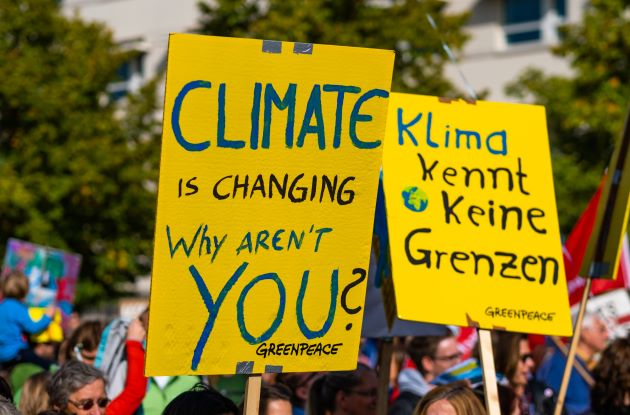 CLIMATE
IS CHANGING
WHY AREN'T
YOU?
GREENPEACE
Klima
kennt
Keine
Grenzen
GREENPEACE